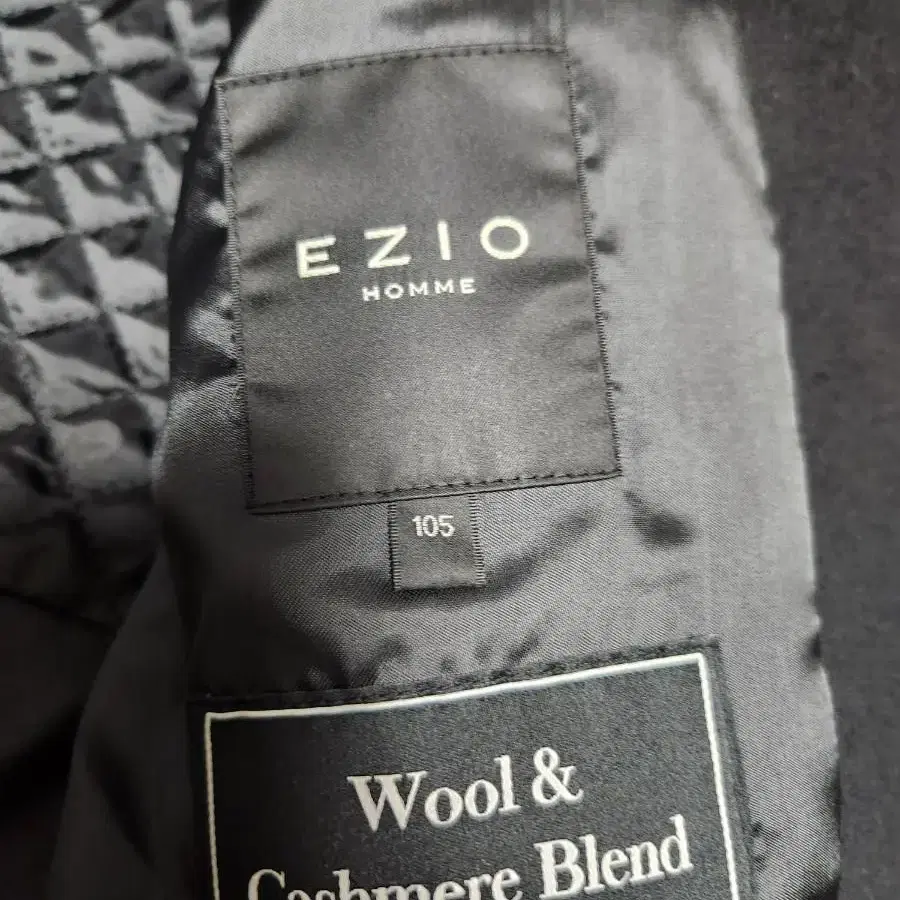 EZIO
HOMME
105
Wool &
Cashmere Blend